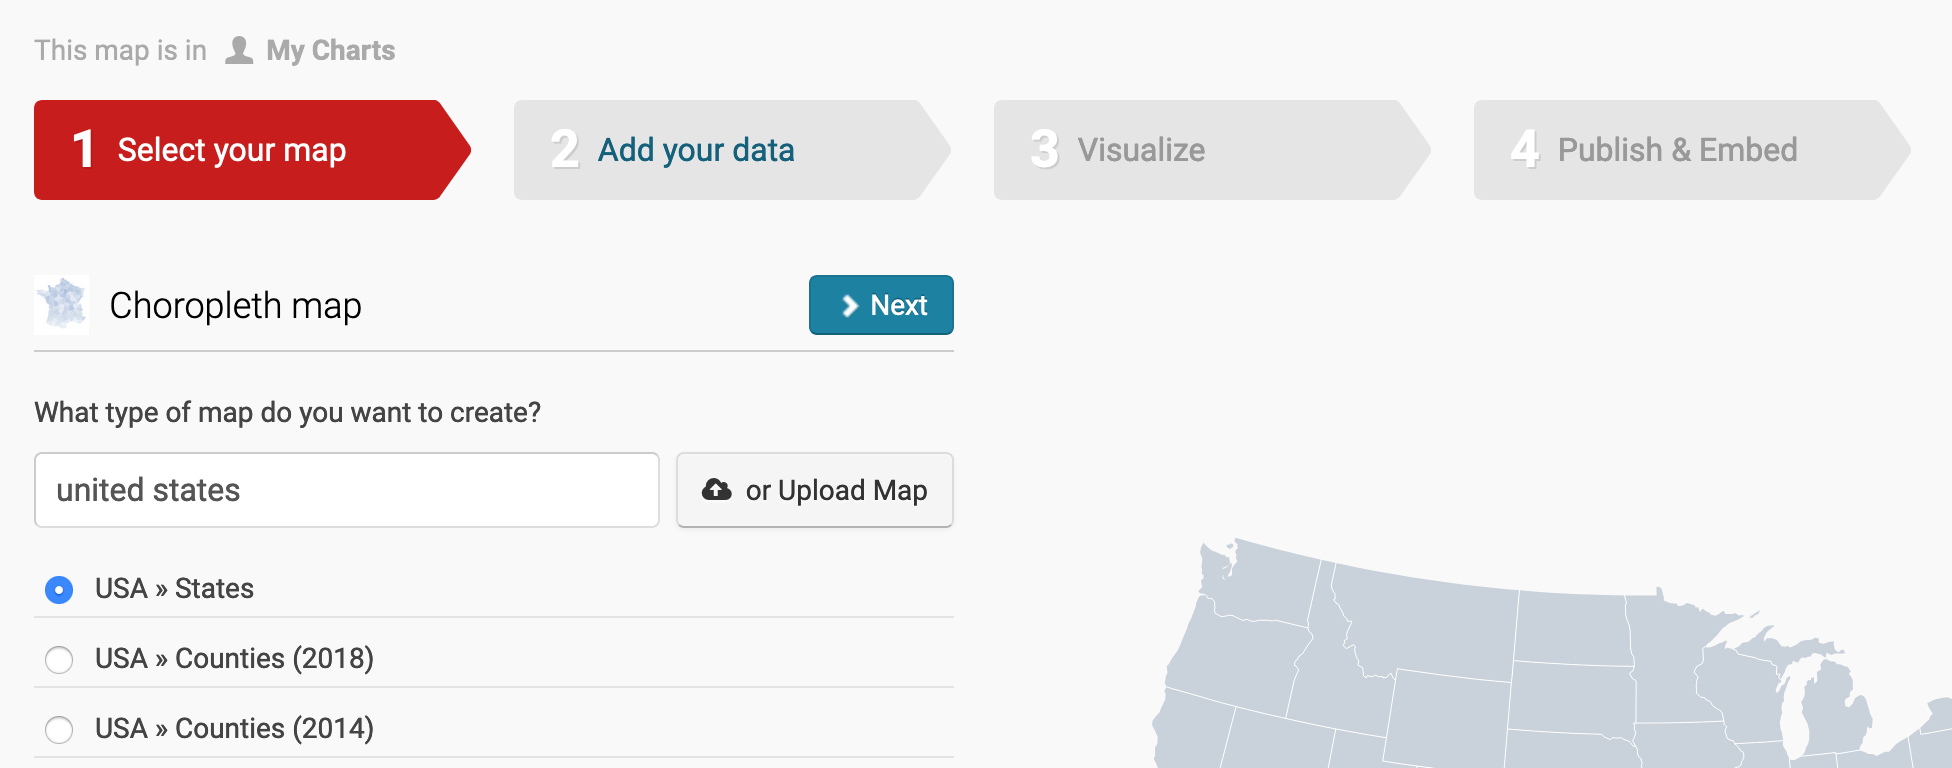 This map is in My Charts
1 Select your map
2 Add your data
3 Visualize
4 Publish & Embed
Choropleth map
Next
What type of map do you want to create?
united states
or Upload Map
USA » States
USA » Counties (2018)
USA » Counties (2014)